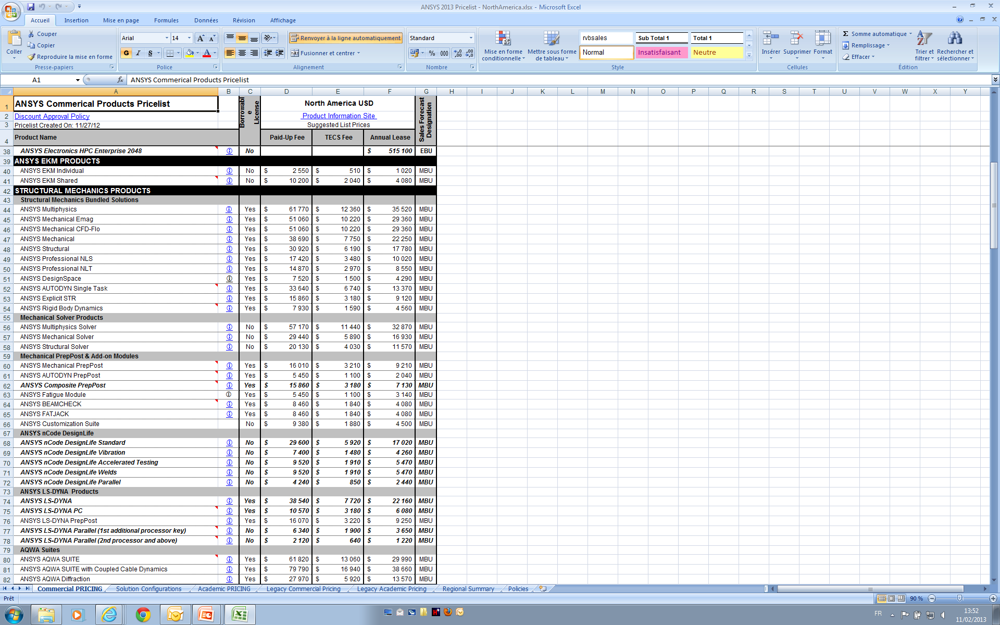 ANSYS 2013 Pricelist - NorthAmerica.xlsx - Microsoft Excel
Accueil Insertion Mise en page Formules Données Révision Affichage
Coller
Couper
Copier
Reproduire la mise en forme
Presse-papiers
Arial 14
G I S
Police
Renvoyer à la ligne automatiquement
Fusionner et centrer
Alignement
Standard
% 000
Nombre
Mise en forme conditionnelle
Mettre sous forme de tableau
rvbsales Sub Total 1 Total 1
Normal Insatisfaisant Neutre
Style
Insérer Supprimer Format
Cellules
Somme automatique
Remplissage
Effacer
Trier et filtrer
Rechercher et sélectionner
Édition
A1 fx ANSYS Commerical Products Pricelist
A B C D E F G H I J K L M N O P Q R S T U V W X Y
1 ANSYS Commerical Products Pricelist North America USD
2 Discount Approval Policy Product Information Site
3 Pricelist Created On: 11/27/12 Suggested List Prices
4 Product Name Borrowable License Paid-Up Fee TECS Fee Annual Lease Sales Forecast Designation
38 ANSYS Electronics HPC Enterprise 2048 No $ 515 100 EBU
39 ANSYS EKM PRODUCTS
40 ANSYS EKM Individual No $ 2 550 $ 510 $ 1 020 MBU
41 ANSYS EKM Shared No $ 10 200 $ 2 040 $ 4 080 MBU
42 STRUCTURAL MECHANICS PRODUCTS
43 Structural Mechanics Bundled Solutions
44 ANSYS Multiphysics Yes $ 61 770 $ 12 360 $ 35 520 MBU
45 ANSYS Mechanical Emag Yes $ 51 060 $ 10 220 $ 29 360 MBU
46 ANSYS Mechanical CFD-Flo Yes $ 51 060 $ 10 220 $ 29 360 MBU
47 ANSYS Mechanical Yes $ 38 690 $ 7 750 $ 22 250 MBU
48 ANSYS Structural Yes $ 30 920 $ 6 190 $ 17 780 MBU
49 ANSYS Professional NLS Yes $ 17 420 $ 3 480 $ 10 020 MBU
50 ANSYS Professional NLT Yes $ 14 870 $ 2 970 $ 8 550 MBU
51 ANSYS DesignSpace Yes $ 7 520 $ 1 500 $ 4 290 MBU
52 ANSYS AUTODYN Single Task Yes $ 33 640 $ 6 740 $ 13 370 MBU
53 ANSYS Explicit STR Yes $ 15 860 $ 3 180 $ 9 120 MBU
54 ANSYS Rigid Body Dynamics Yes $ 7 930 $ 1 590 $ 4 560 MBU
55 Mechanical Solver Products
56 ANSYS Multiphysics Solver No $ 57 170 $ 11 440 $ 32 870 MBU
57 ANSYS Mechanical Solver No $ 29 440 $ 5 890 $ 16 930 MBU
58 ANSYS Structural Solver No $ 20 130 $ 4 030 $ 11 570 MBU
59 Mechanical PrepPost & Add-on Modules
60 ANSYS Mechanical PrepPost Yes $ 16 010 $ 3 210 $ 9 210 MBU
61 ANSYS AUTODYN PrepPost Yes $ 5 450 $ 1 100 $ 2 040 MBU
62 ANSYS Composite PrepPost Yes $ 15 860 $ 3 180 $ 7 130 MBU
63 ANSYS Fatigue Module Yes $ 5 450 $ 1 100 $ 3 140 MBU
64 ANSYS BEAMCHECK Yes $ 8 460 $ 1 840 $ 4 080 MBU
65 ANSYS FATJACK Yes $ 8 460 $ 1 840 $ 4 080 MBU
66 ANSYS Customization Suite No $ 9 380 $ 1 880 $ 4 500 MBU
67 ANSYS nCode DesignLife
68 ANSYS nCode DesignLife Standard No $ 29 600 $ 5 920 $ 17 020 MBU
69 ANSYS nCode DesignLife Vibration No $ 7 400 $ 1 480 $ 4 260 MBU
70 ANSYS nCode DesignLife Accelerated Testing No $ 9 520 $ 1 910 $ 5 470 MBU
71 ANSYS nCode DesignLife Welds No $ 9 520 $ 1 910 $ 5 470 MBU
72 ANSYS nCode DesignLife Parallel No $ 4 240 $ 850 $ 2 440 MBU
73 ANSYS LS-DYNA Products
74 ANSYS LS-DYNA Yes $ 38 540 $ 7 720 $ 22 160 MBU
75 ANSYS LS-DYNA PC Yes $ 10 570 $ 3 180 $ 6 080 MBU
76 ANSYS LS-DYNA PrepPost Yes $ 16 070 $ 3 220 $ 9 250 MBU
77 ANSYS LS-DYNA Parallel (1st additional processor key) No $ 6 340 $ 1 900 $ 3 650 MBU
78 ANSYS LS-DYNA Parallel (2nd processor and above) No $ 2 120 $ 640 $ 1 220 MBU
79 AQWA Suites
80 ANSYS AQWA SUITE Yes $ 61 820 $ 13 060 $ 29 990 MBU
81 ANSYS AQWA SUITE with Coupled Cable Dynamics Yes $ 79 790 $ 16 940 $ 38 660 MBU
82 ANSYS AQWA Diffraction Yes $ 27 970 $ 5 920 $ 13 570 MBU
Commercial PRICING Solution Configurations Academic PRICING Legacy Commercial Pricing Legacy Academic Pricing Regional Summary Policies
Prêt 90 %
FR 13:52
11/02/2013